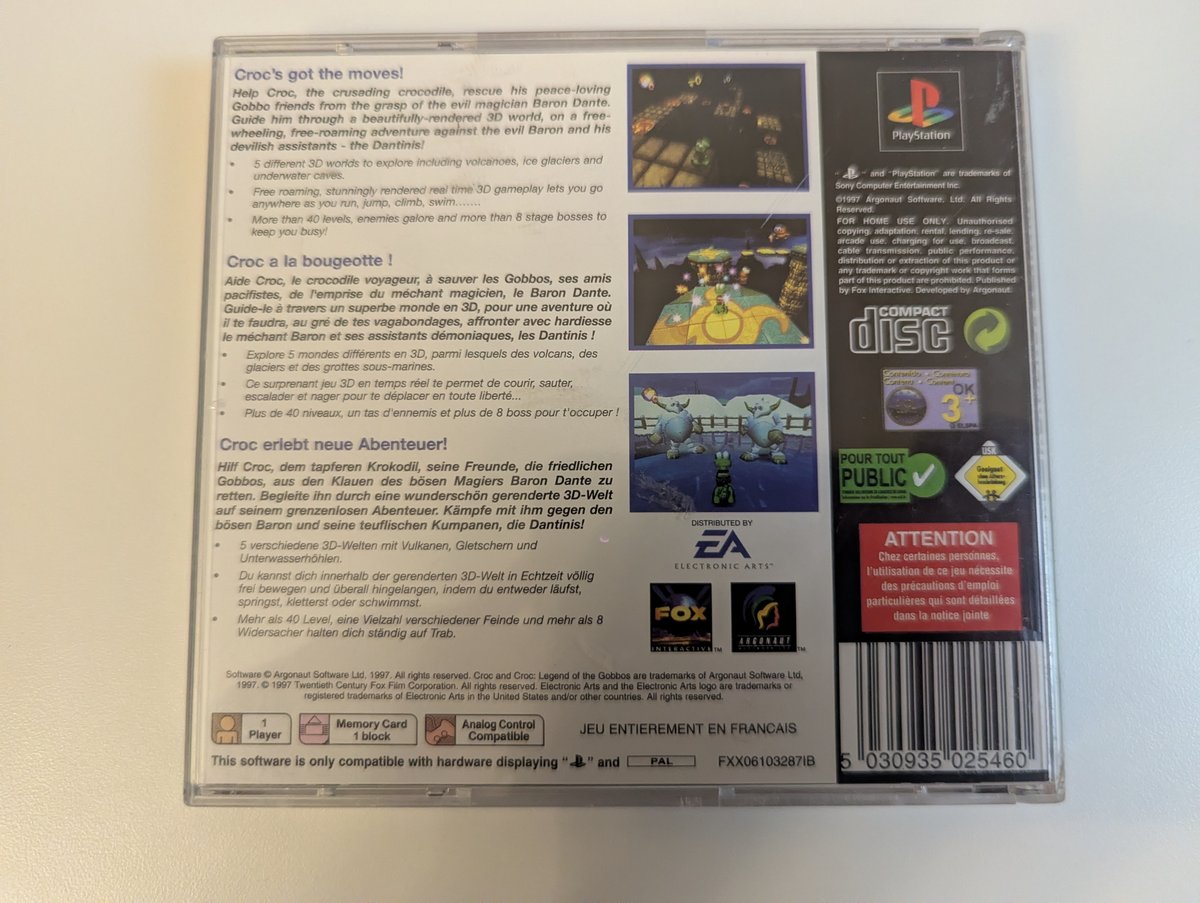 Croc's got the moves!
Help Croc, the crusading crocodile, rescue his peace-loving
Gobbo friends from the grasp of the evil magician Baron Dante.
Guide him through a beautifully-rendered 3D world, on a free-
wheeling, free-roaming adventure against the evil Baron and his
devilish assistants - the Dantinis!
• 5 different 3D worlds to explore including volcanoes, ice glaciers and
underwater caves.
• Free roaming, stunningly rendered real time 3D gameplay lets you go
anywhere as you run, jump, climb, swim.......
• More than 40 levels, enemies galore and more than 8 stage bosses to
keep you busy!
Croc a la bougeotte !
Aide Croc, le crocodile voyageur, à sauver les Gobbos, ses amis
pacifistes, de l'emprise du méchant magicien, le Baron Dante.
Guide-le à travers un superbe monde en 3D, pour une aventure où
il te faudra, au gré de tes vagabondages, affronter avec hardiesse
le méchant Baron et ses assistants démoniaques, les Dantinis !
• Explore 5 mondes différents en 3D, parmi lesquels des volcans, des
glaciers et des grottes sous-marines.
• Ce surprenant jeu 3D en temps réel te permet de courir, sauter,
escalader et nager pour te déplacer en toute liberté...
• Plus de 40 niveaux, un tas d'ennemis et plus de 8 boss pour t'occuper !
Croc erlebt neue Abenteuer!
Hilf Croc, dem tapferen Krokodil, seine Freunde, die friedlichen
Gobbos, aus den Klauen des bösen Magiers Baron Dante zu
retten. Begleite ihn durch eine wunderschön gerenderte 3D-Welt
auf seinem grenzenlosen Abenteuer. Kämpfe mit ihm gegen den
bösen Baron und seine teuflischen Kumpanen, die Dantinis!
• 5 verschiedene 3D-Welten mit Vulkanen, Gletschern und
Unterwasserhöhlen.
• Du kannst dich innerhalb der gerenderten 3D-Welt in Echtzeit völlig
frei bewegen und überall hingelangen, indem du entweder läufst,
springst, kletterst oder schwimmst.
• Mehr als 40 Level, eine Vielzahl verschiedener Feinde und mehr als 8
Widersacher halten dich ständig auf Trab.
DISTRIBUTED BY
EA
ELECTRONIC ARTS™
FOX
INTERACTIVE™
ARGONAUT
Software © Argonaut Software Ltd, 1997. All rights reserved. Croc and Croc: Legend of the Gobbos are trademarks of Argonaut Software Ltd,
1997. © 1997 Twentieth Century Fox Film Corporation. All rights reserved. Electronic Arts and the Electronic Arts logo are trademarks or
registered trademarks of Electronic Arts in the United States and/or other countries. All rights reserved.
1
Player
Memory Card
1 block
Analog Control
Compatible
JEU ENTIEREMENT EN FRANCAIS
This software is only compatible with hardware displaying " " and PAL
FXX06103287IB
PlayStation
" " and "PlayStation" are trademarks of
Sony Computer Entertainment Inc.
©1997 Argonaut Software. Ltd. All Rights
Reserved.
FOR HOME USE ONLY. Unauthorised
copying, adaptation, rental, lending, re-sale,
arcade use, charging for use, broadcast,
cable transmission, public performance,
distribution or extraction of this product or
any trademark or copyright work that forms
part of this product are prohibited. Published
by Fox Interactive. Developed by Argonaut.
COMPACT
disc
Contenido • Commento
Contenu • Content
OK
3+
© ELSPA
POUR TOUT
PUBLIC
USK
Geeignet
ohne Alters-
beschränkung
ATTENTION
Chez certaines personnes,
l'utilisation de ce jeu nécessite
des précautions d'emploi
particulières qui sont détaillées
dans la notice jointe
5 030935 025460